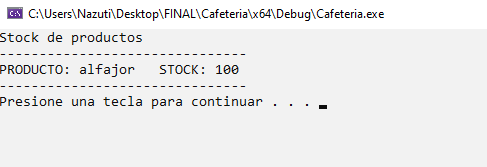 C:\Users\Nazuti\Desktop\FINAL\Cafeteria\x64\Debug\Cafeteria.exe
Stock de productos
-------------------------------
PRODUCTO: alfajor   STOCK: 100
-------------------------------
Presione una tecla para continuar . . .